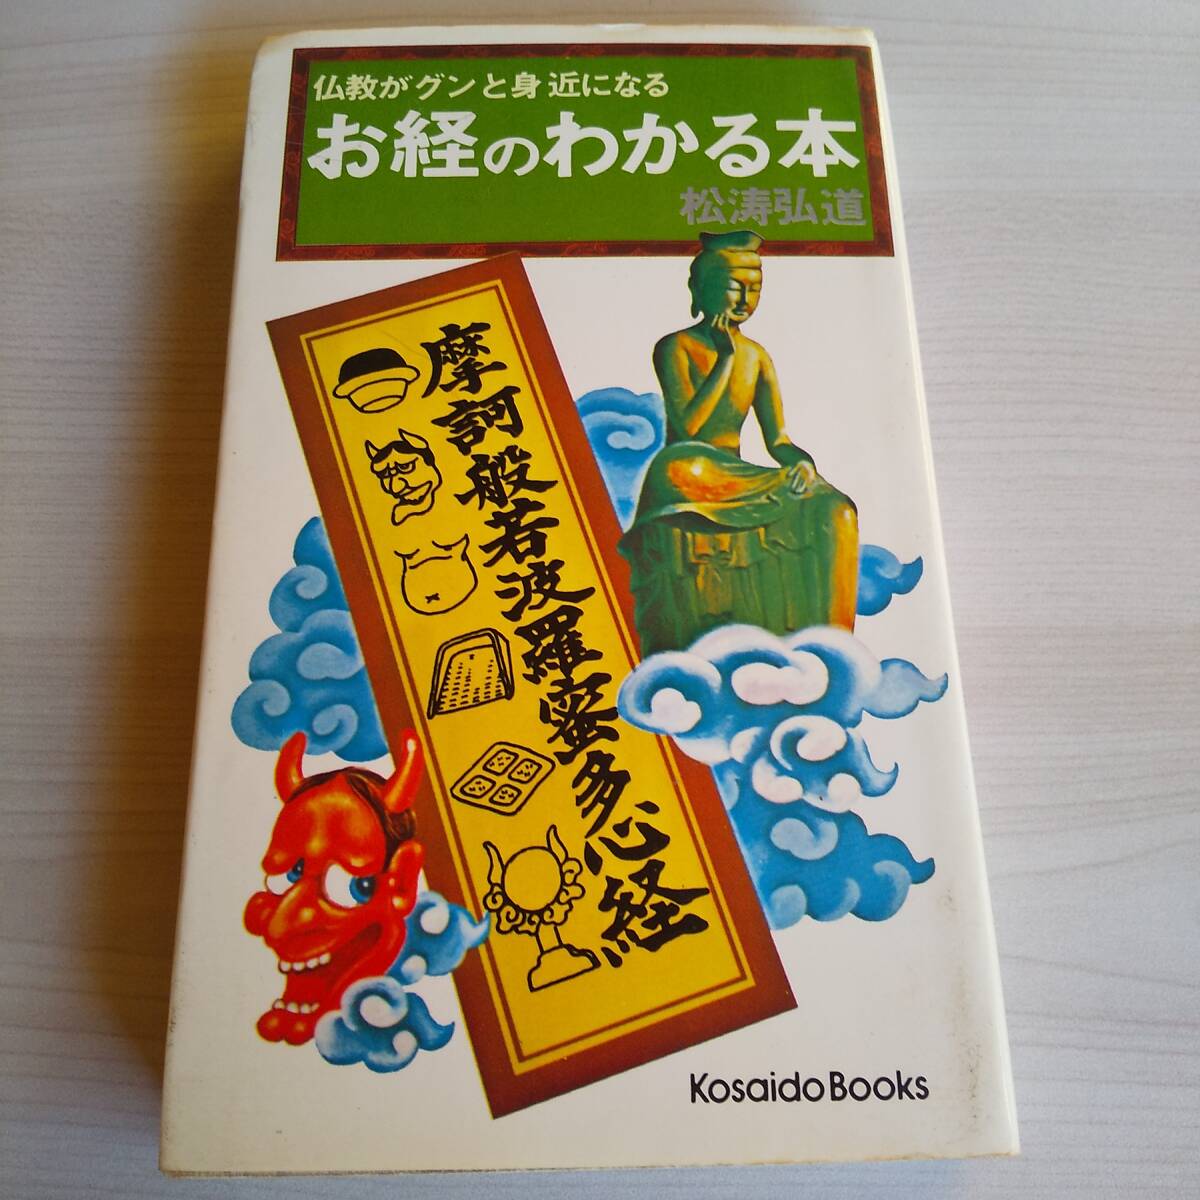 仏教がグンと身近になる
お経のわかる本
松涛弘道
摩訶般若波羅蜜多心経
Kosaido Books